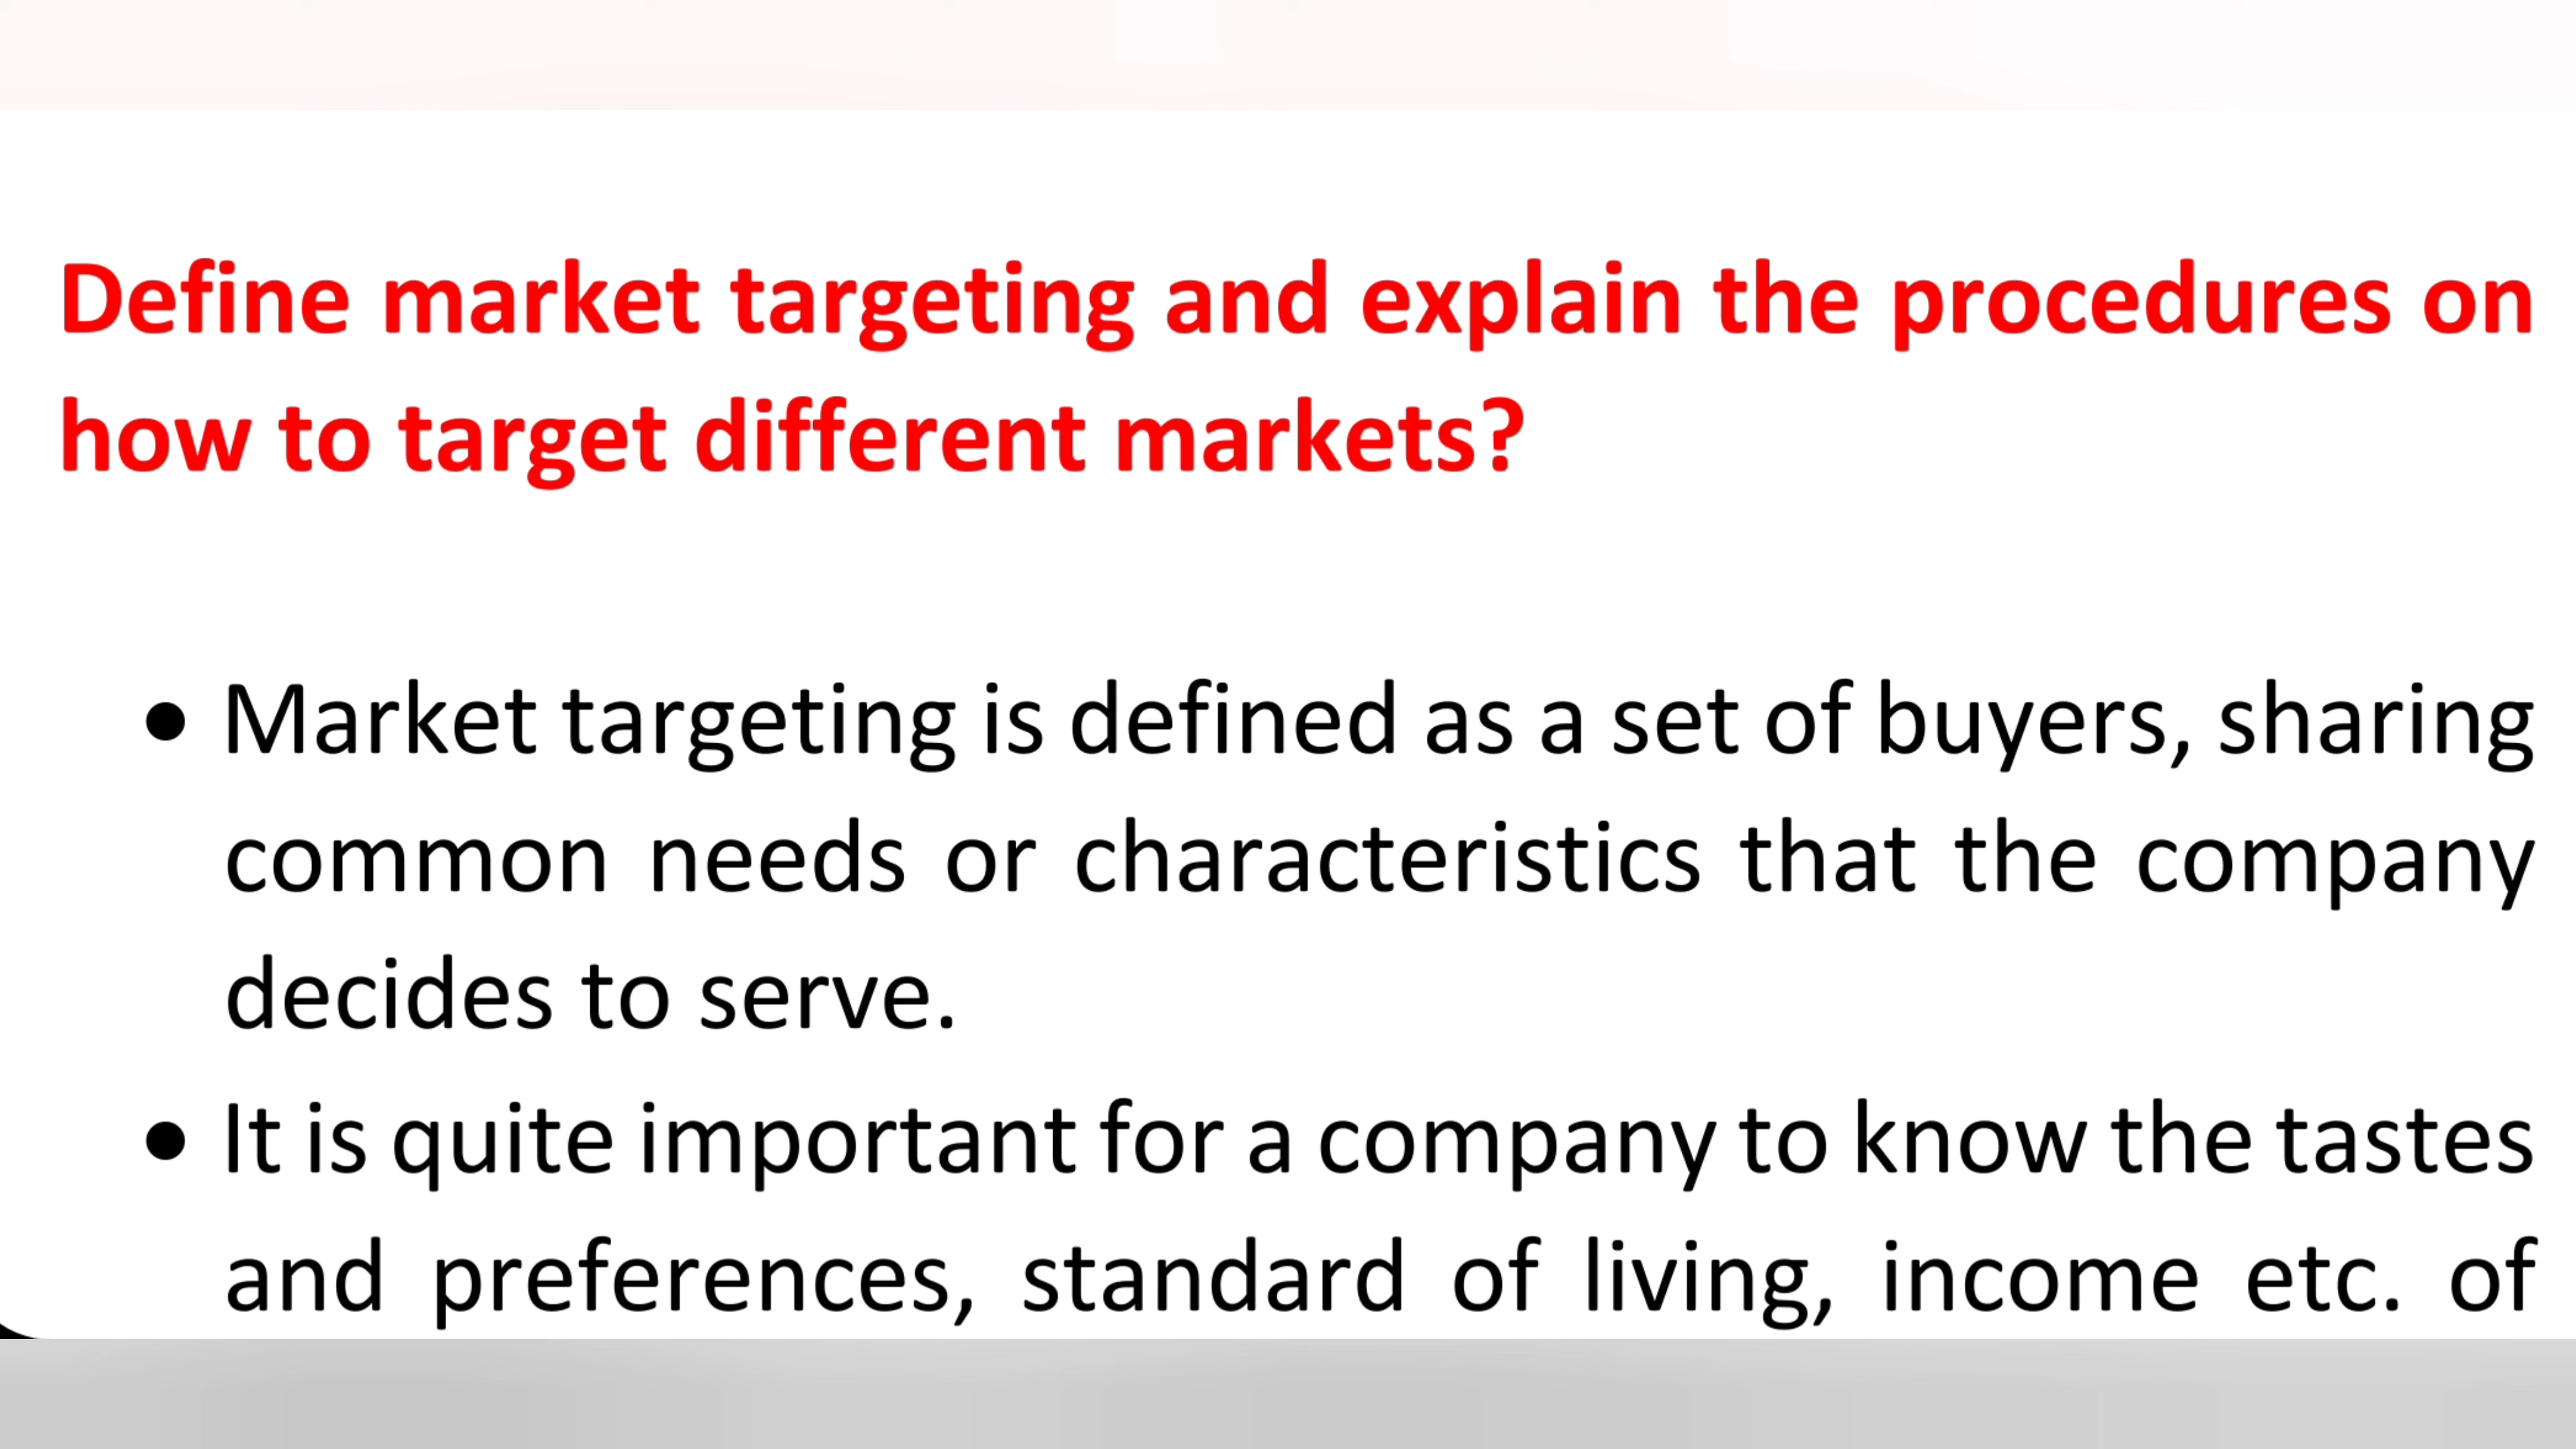 Define market targeting and explain the procedures on
how to target different markets?
• Market targeting is defined as a set of buyers, sharing
common needs or characteristics that the company
decides to serve.
• It is quite important for a company to know the tastes
and preferences, standard of living, income etc. of